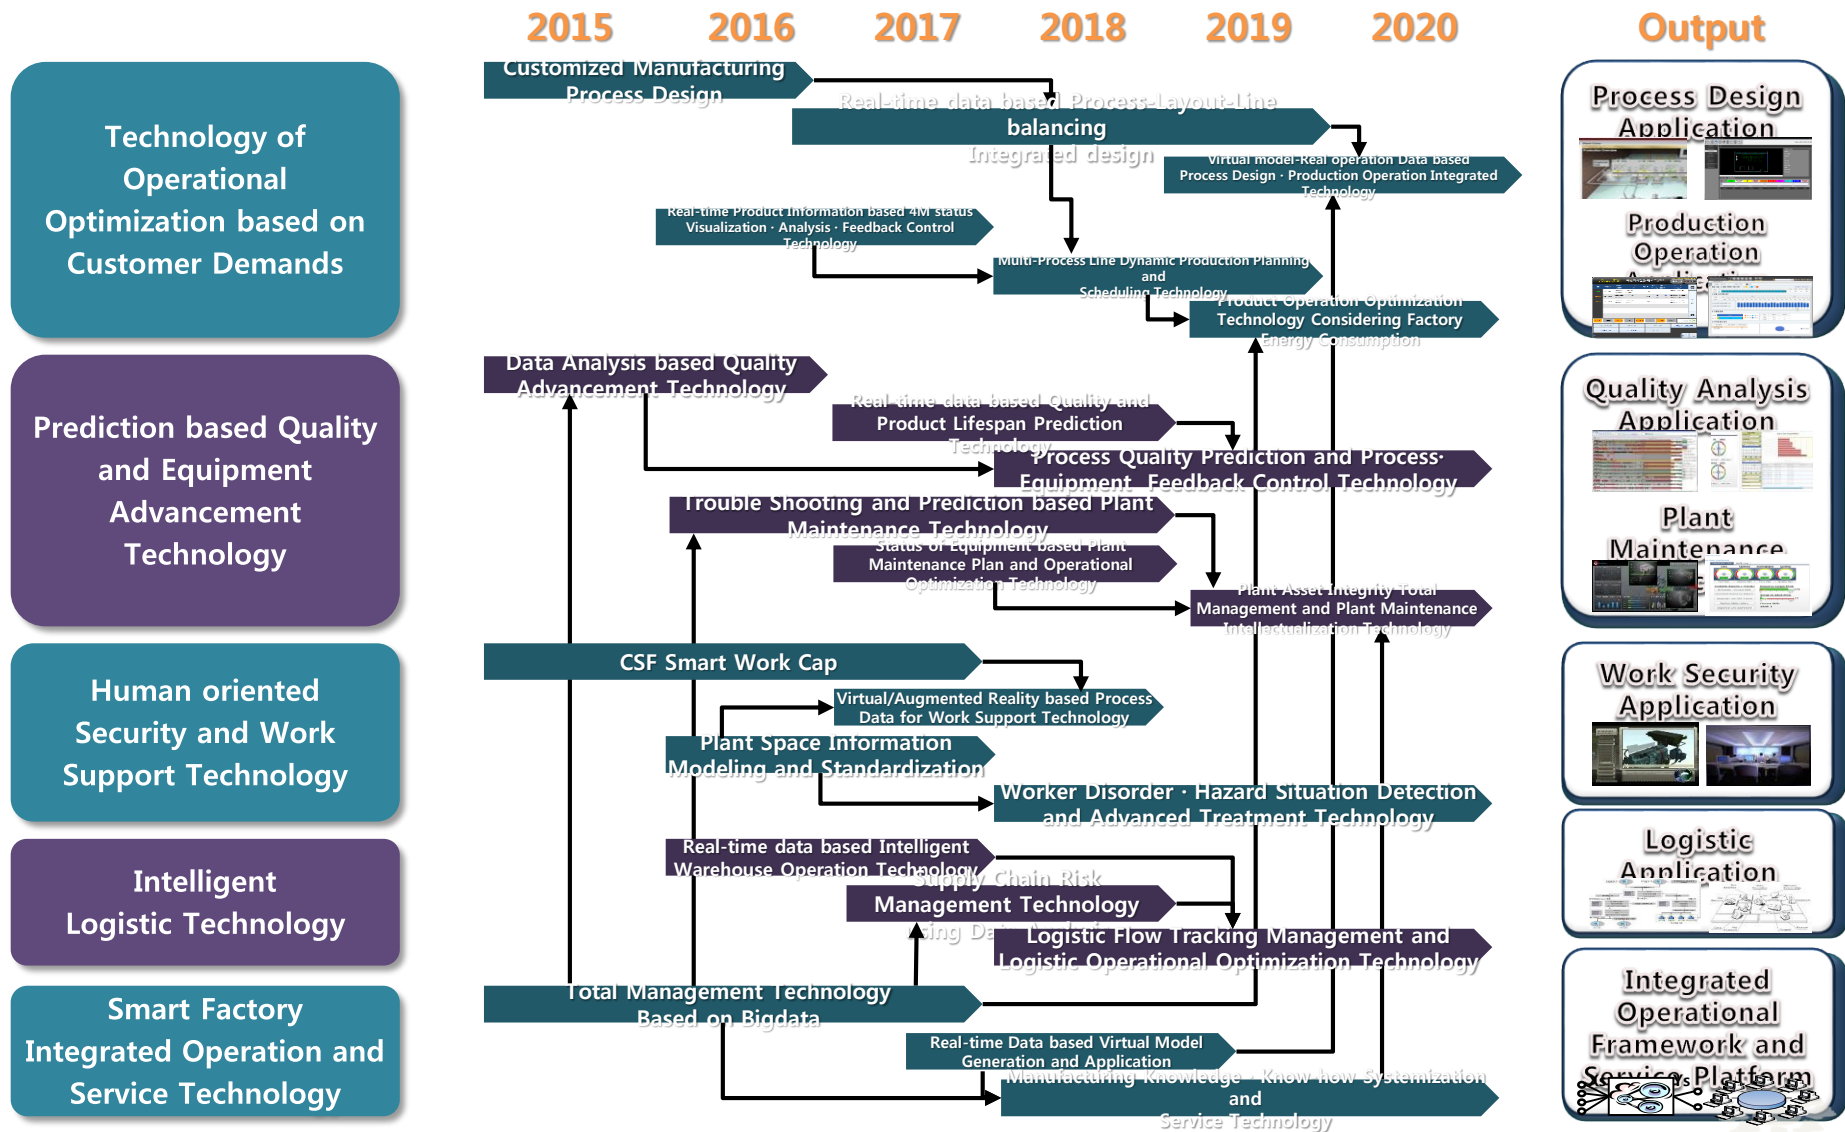 2015 2016 2017 2018 2019 2020 Output
Technology of
Operational
Optimization based on
Customer Demands
Customized Manufacturing
Process Design
Real-time data based Process-Layout-Line
balancing
Integrated design
Virtual model-Real operation Data based
Process Design · Production Operation Integrated
Technology
Real-time Product Information based 4M status
Visualization · Analysis · Feedback Control
Technology
Multi-Process Line Dynamic Production Planning
and
Scheduling Technology
Product Operation Optimization
Technology Considering Factory
Energy Consumption
Process Design
Application
Production
Operation
Prediction based Quality
and Equipment
Advancement
Technology
Data Analysis based Quality
Advancement Technology
Real-time data based Quality and
Product Lifespan Prediction
Technology
Process Quality Prediction and Process·
Equipment Feedback Control Technology
Trouble Shooting and Prediction based Plant
Maintenance Technology
Status of Equipment based Plant
Maintenance Plan and Operational
Optimization Technology
Plant Asset Integrity Total
Management and Plant Maintenance
Intellectualization Technology
Quality Analysis
Application
Plant
Maintenance
Human oriented
Security and Work
Support Technology
CSF Smart Work Cap
Virtual/Augmented Reality based Process
Data for Work Support Technology
Plant Space Information
Modeling and Standardization
Worker Disorder · Hazard Situation Detection
and Advanced Treatment Technology
Work Security
Application
Intelligent
Logistic Technology
Real-time data based Intelligent
Warehouse Operation Technology
Supply Chain Risk
Management Technology
Using Data
Logistic Flow Tracking Management and
Logistic Operational Optimization Technology
Logistic
Application
Smart Factory
Integrated Operation and
Service Technology
Total Management Technology
Based on Bigdata
Real-time Data based Virtual Model
Generation and Application
Manufacturing Knowledge · Know-how Systemization
and
Service Technology
Integrated
Operational
Framework and
Service Platform